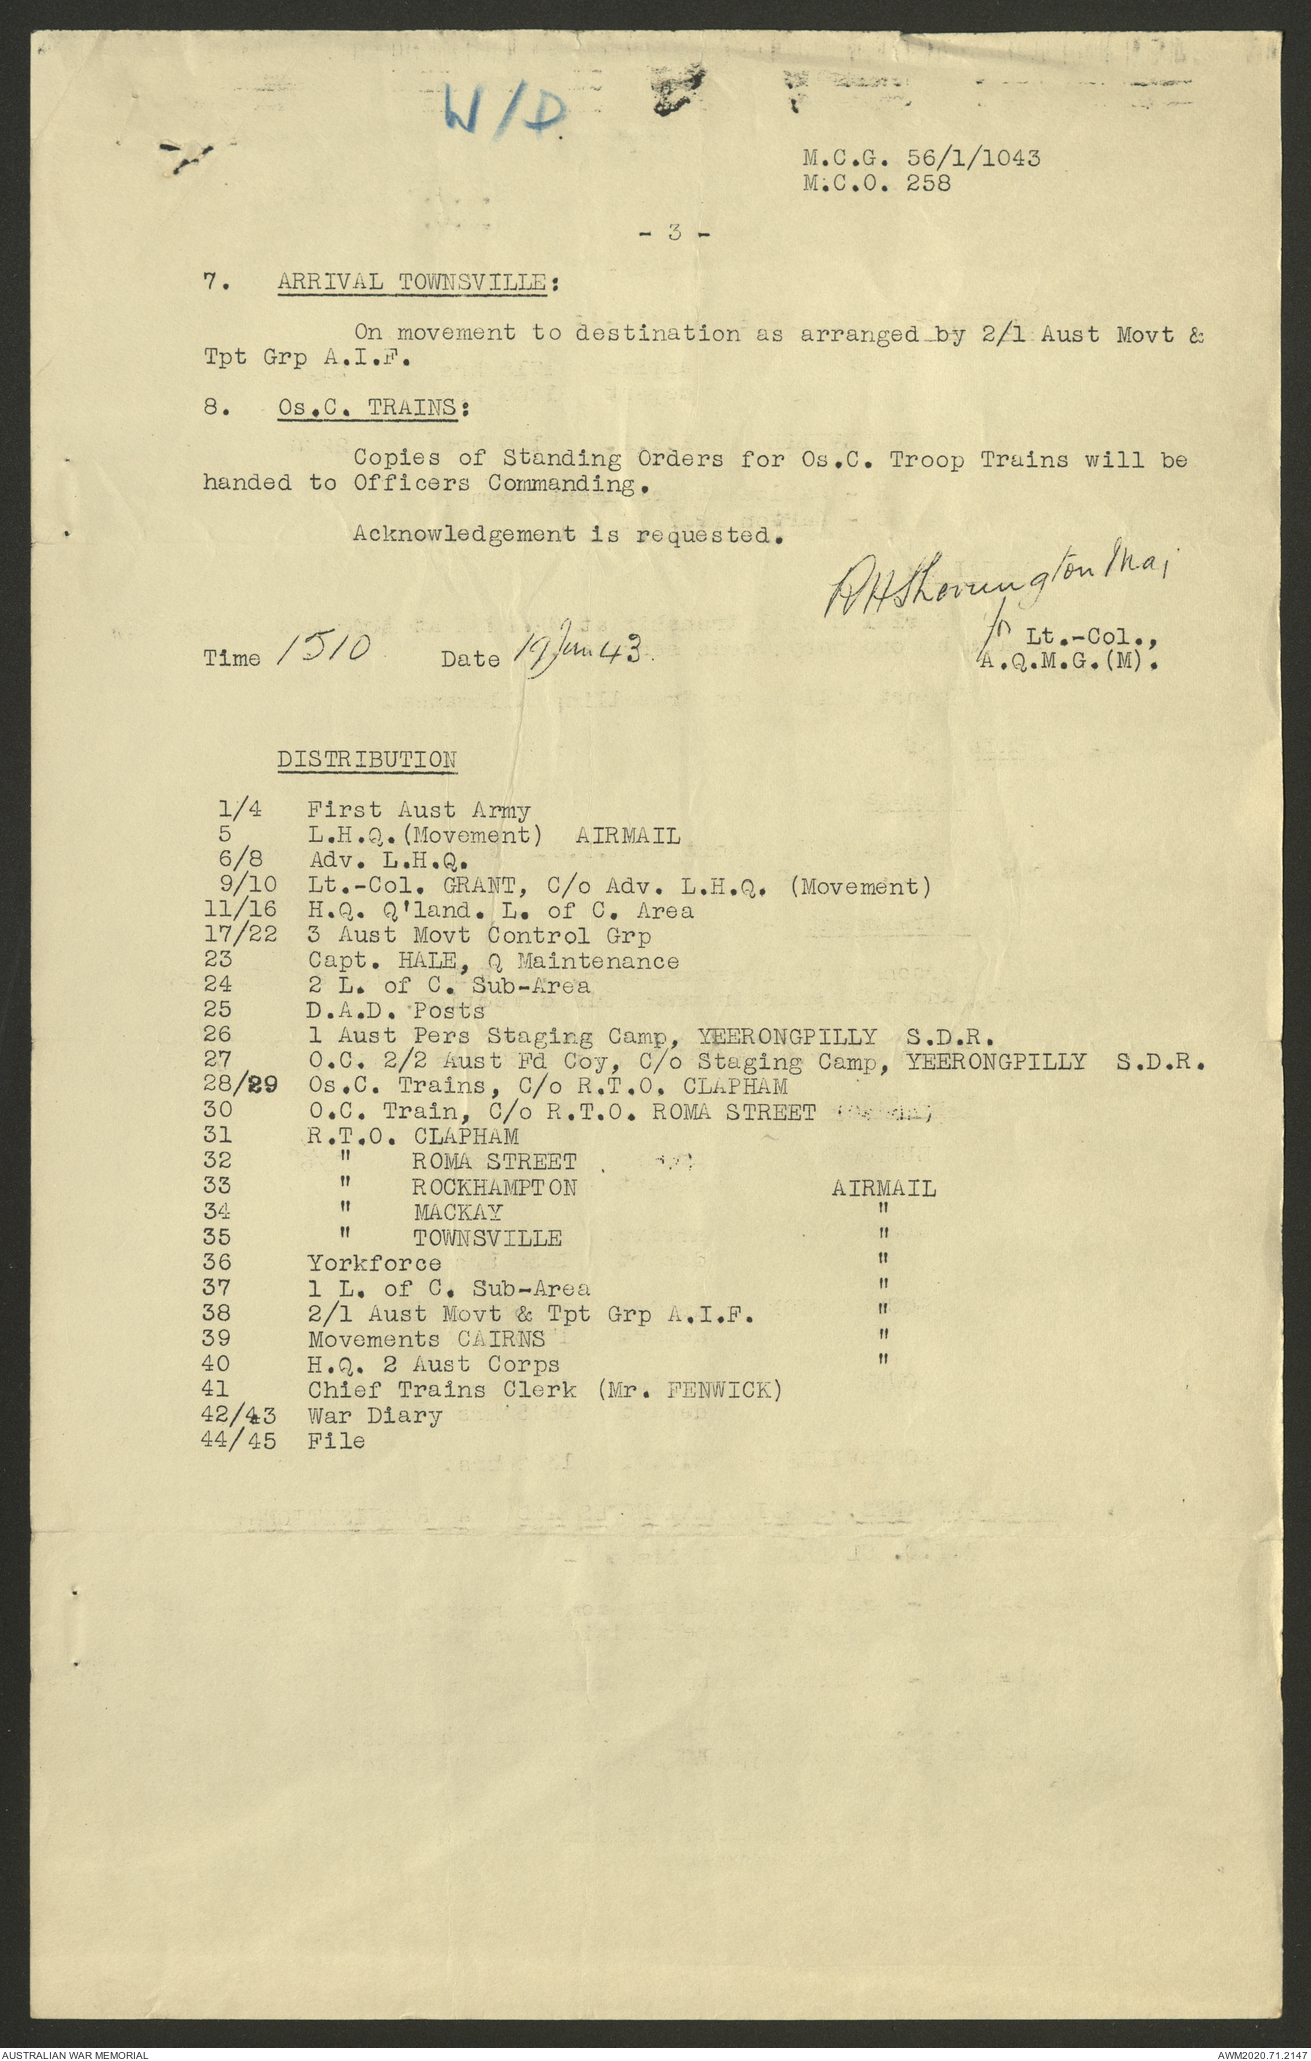 W/D
M.C.G. 56/1/1043
M.C.O. 258
- 3 -
7. ARRIVAL TOWNSVILLE:
On movement to destination as arranged by 2/1 Aust Movt &
Tpt Grp A.I.F.
8. Os.C. TRAINS:
Copies of Standing Orders for Os.C. Troop Trains will be
handed to Officers Commanding.
Acknowledgement is requested.
RHSherrington Maj
for Lt.-Col.,
Time 1510 Date 19 Jun 43.
A.Q.M.G.(M).
DISTRIBUTION
1/4 First Aust Army
5 L.H.Q.(Movement) AIRMAIL
6/8 Adv. L.H.Q.
9/10 Lt.-Col. GRANT, C/o Adv. L.H.Q. (Movement)
11/16 H.Q. Q'land. L. of C. Area
17/22 3 Aust Movt Control Grp
23 Capt. HALE, Q Maintenance
24 2 L. of C. Sub-Area
25 D.A.D. Posts
26 1 Aust Pers Staging Camp, YEERONGPILLY S.D.R.
27 O.C. 2/2 Aust Fd Coy, C/o Staging Camp, YEERONGPILLY S.D.R.
28/29 Os.C. Trains, C/o R.T.O. CLAPHAM
30 O.C. Train, C/o R.T.O. ROMA STREET
31 R.T.O. CLAPHAM
32 " ROMA STREET
33 " ROCKHAMPTON AIRMAIL
34 " MACKAY "
35 " TOWNSVILLE "
36 Yorkforce "
37 1 L. of C. Sub-Area "
38 2/1 Aust Movt & Tpt Grp A.I.F. "
39 Movements CAIRNS "
40 H.Q. 2 Aust Corps "
41 Chief Trains Clerk (Mr. FENWICK)
42/43 War Diary
44/45 File
AUSTRALIAN WAR MEMORIAL
AWM2020.71.2147